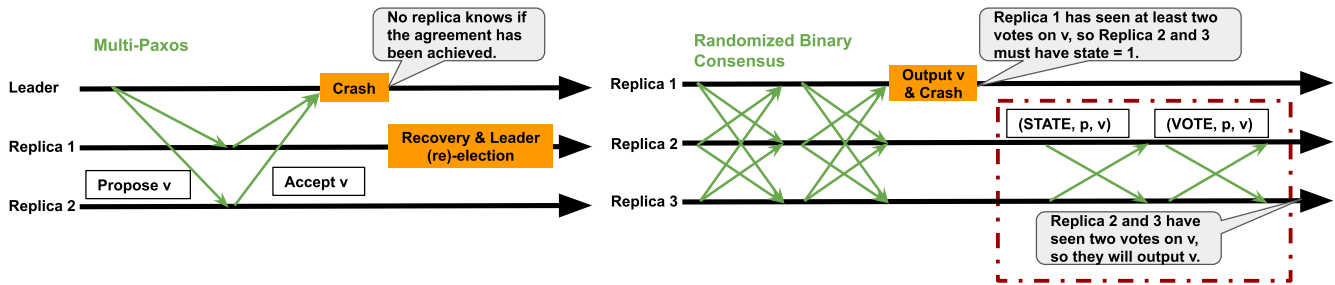 Multi-Paxos
No replica knows if
the agreement has
been achieved.
Leader
Crash
Replica 1
Recovery & Leader
(re)-election
Propose v
Accept v
Replica 2
Randomized Binary
Consensus
Replica 1 has seen at least two
votes on v, so Replica 2 and 3
must have state = 1.
Replica 1
Output v
& Crash
(STATE, p, v)
(VOTE, p, v)
Replica 2
Replica 3
Replica 2 and 3 have
seen two votes on v,
so they will output v.